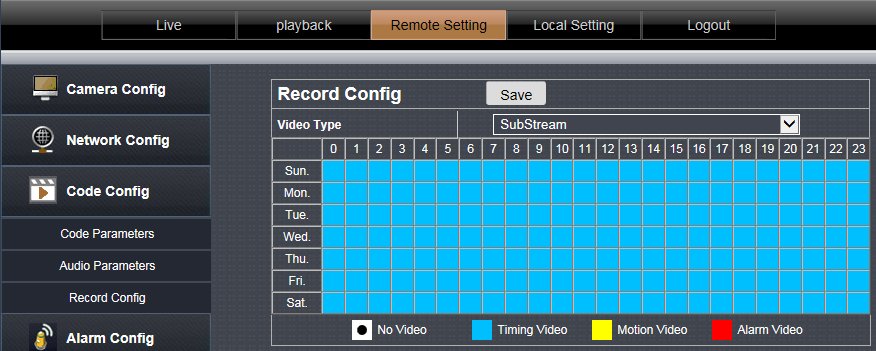 Live playback Remote Setting Local Setting Logout
Camera Config
Network Config
Code Config
Code Parameters
Audio Parameters
Record Config
Alarm Config
Record Config Save
Video Type SubStream
0 1 2 3 4 5 6 7 8 9 10 11 12 13 14 15 16 17 18 19 20 21 22 23
Sun.
Mon.
Tue.
Wed.
Thu.
Fri.
Sat.
No Video Timing Video Motion Video Alarm Video